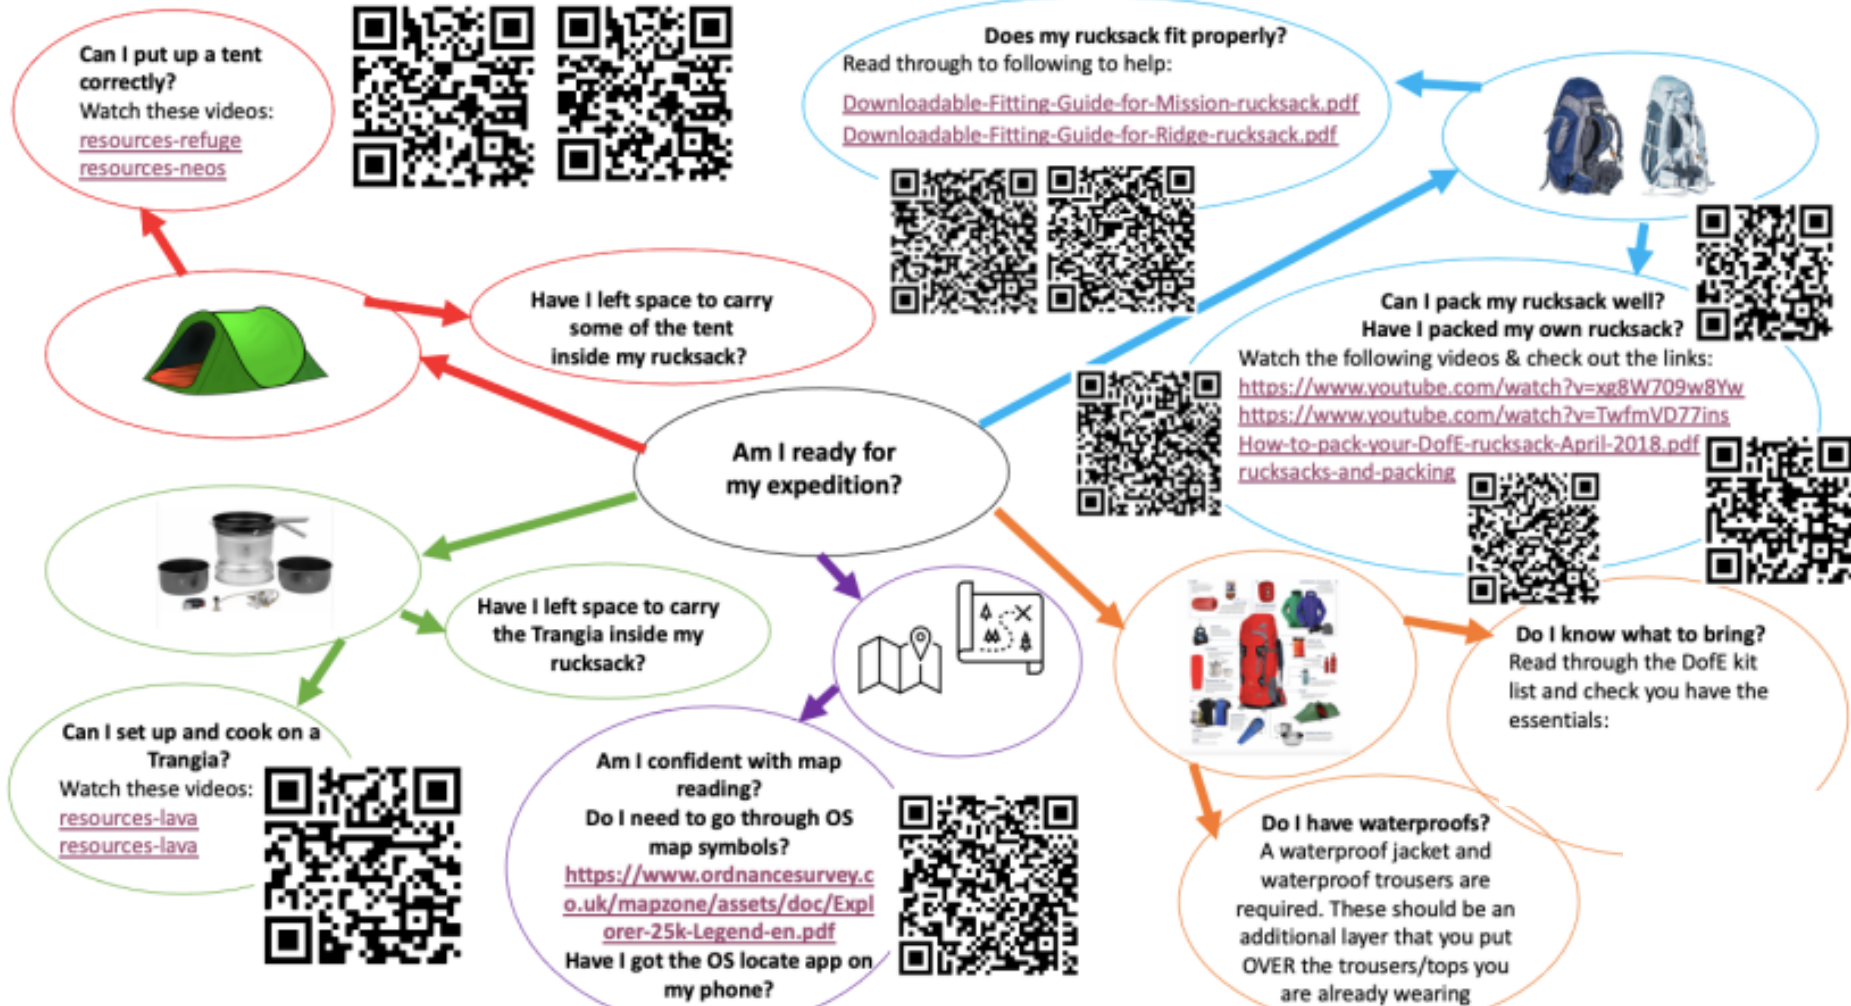 Can I put up a tent
correctly?
Watch these videos:
resources-refuge
resources-neos
Does my rucksack fit properly?
Read through to following to help:
Downloadable-Fitting-Guide-for-Mission-rucksack.pdf
Downloadable-Fitting-Guide-for-Ridge-rucksack.pdf
Have I left space to carry
some of the tent
inside my rucksack?
Can I pack my rucksack well?
Have I packed my own rucksack?
Watch the following videos & check out the links:
https://www.youtube.com/watch?v=xg8W709w8Yw
https://www.youtube.com/watch?v=TwfmVD77ins
How-to-pack-your-DofE-rucksack-April-2018.pdf
rucksacks-and-packing
Am I ready for
my expedition?
Have I left space to carry
the Trangia inside my
rucksack?
Can I set up and cook on a
Trangia?
Watch these videos:
resources-lava
resources-lava
Am I confident with map
reading?
Do I need to go through OS
map symbols?
https://www.ordnancesurvey.c
o.uk/mapzone/assets/doc/Expl
orer-25k-Legend-en.pdf
Have I got the OS locate app on
my phone?
Do I know what to bring?
Read through the DofE kit
list and check you have the
essentials:
Do I have waterproofs?
A waterproof jacket and
waterproof trousers are
required. These should be an
additional layer that you put
OVER the trousers/tops you
are already wearing